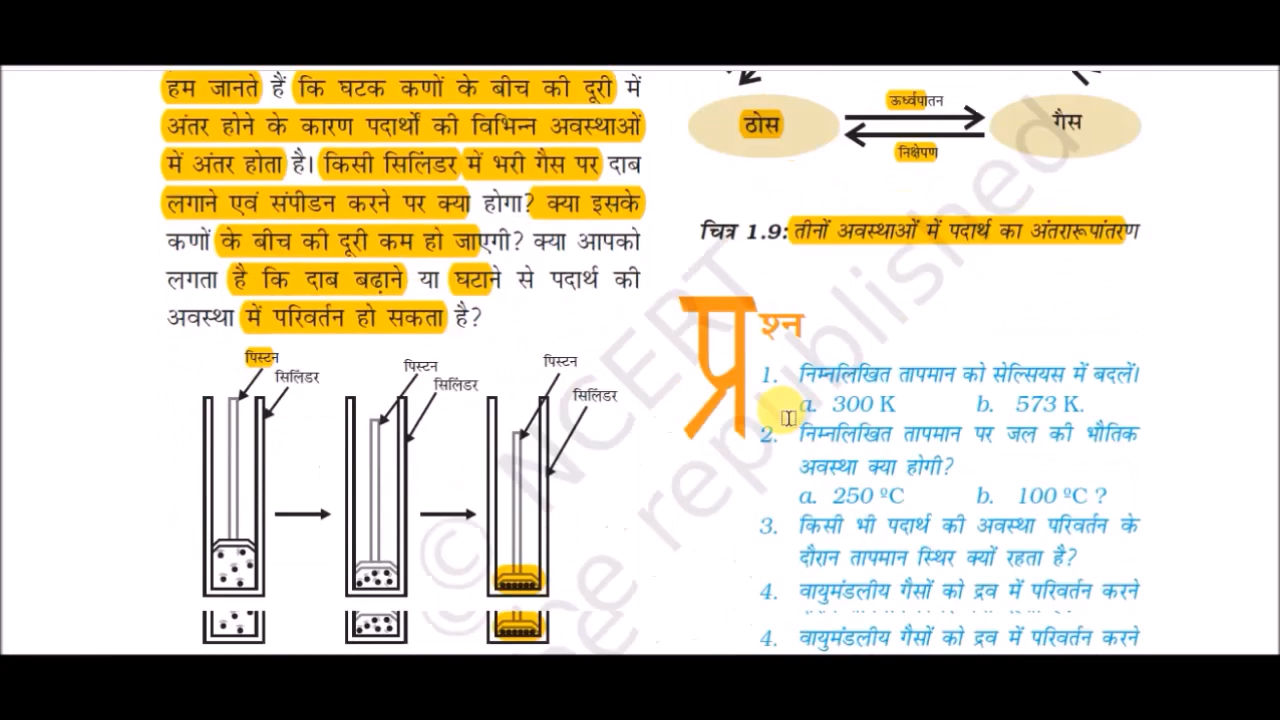 हम जानते हैं कि घटक कणों के बीच की दूरी में
अंतर होने के कारण पदार्थों की विभिन्न अवस्थाओं
में अंतर होता है। किसी सिलिंडर में भरी गैस पर दाब
लगाने एवं संपीडन करने पर क्या होगा? क्या इसके
कणों के बीच की दूरी कम हो जाएगी? क्या आपको
लगता है कि दाब बढ़ाने या घटाने से पदार्थ की
अवस्था में परिवर्तन हो सकता है?
पिस्टन
सिलिंडर
पिस्टन
सिलिंडर
पिस्टन
सिलिंडर
ठोस
ऊर्ध्वपातन
निक्षेपण
गैस
चित्र 1.9: तीनों अवस्थाओं में पदार्थ का अंतरारूपांतरण
प्रश्न
1. निम्नलिखित तापमान को सेल्सियस में बदलें।
a. 300 K b. 573 K.
2. निम्नलिखित तापमान पर जल की भौतिक
अवस्था क्या होगी?
a. 250 ºC b. 100 ºC ?
3. किसी भी पदार्थ की अवस्था परिवर्तन के
दौरान तापमान स्थिर क्यों रहता है?
4. वायुमंडलीय गैसों को द्रव में परिवर्तन करने
4. वायुमंडलीय गैसों को द्रव में परिवर्तन करने
© NCERT
be republished